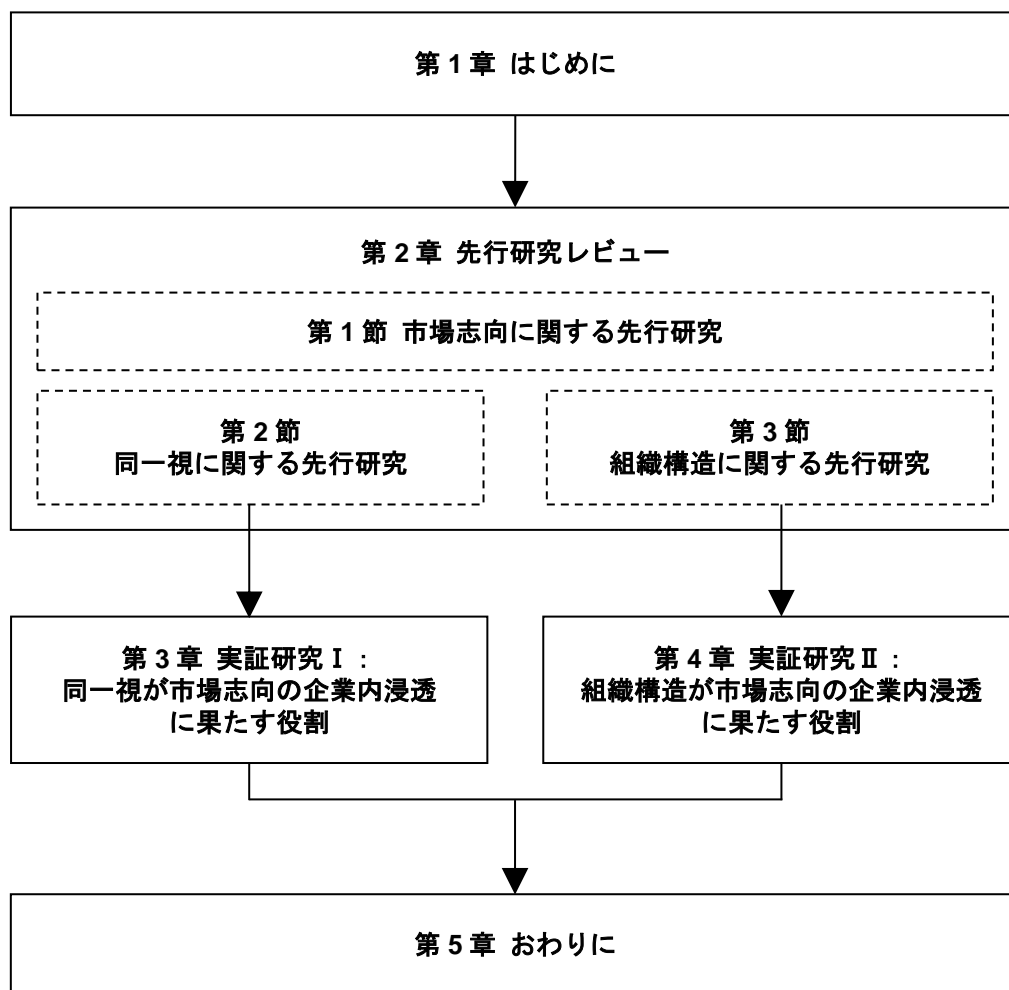 第1章 はじめに
第2章 先行研究レビュー
第1節 市場志向に関する先行研究
第2節
同一視に関する先行研究
第3節
組織構造に関する先行研究
第3章 実証研究Ⅰ：
同一視が市場志向の企業内浸透
に果たす役割
第4章 実証研究Ⅱ：
組織構造が市場志向の企業内浸透
に果たす役割
第5章 おわりに